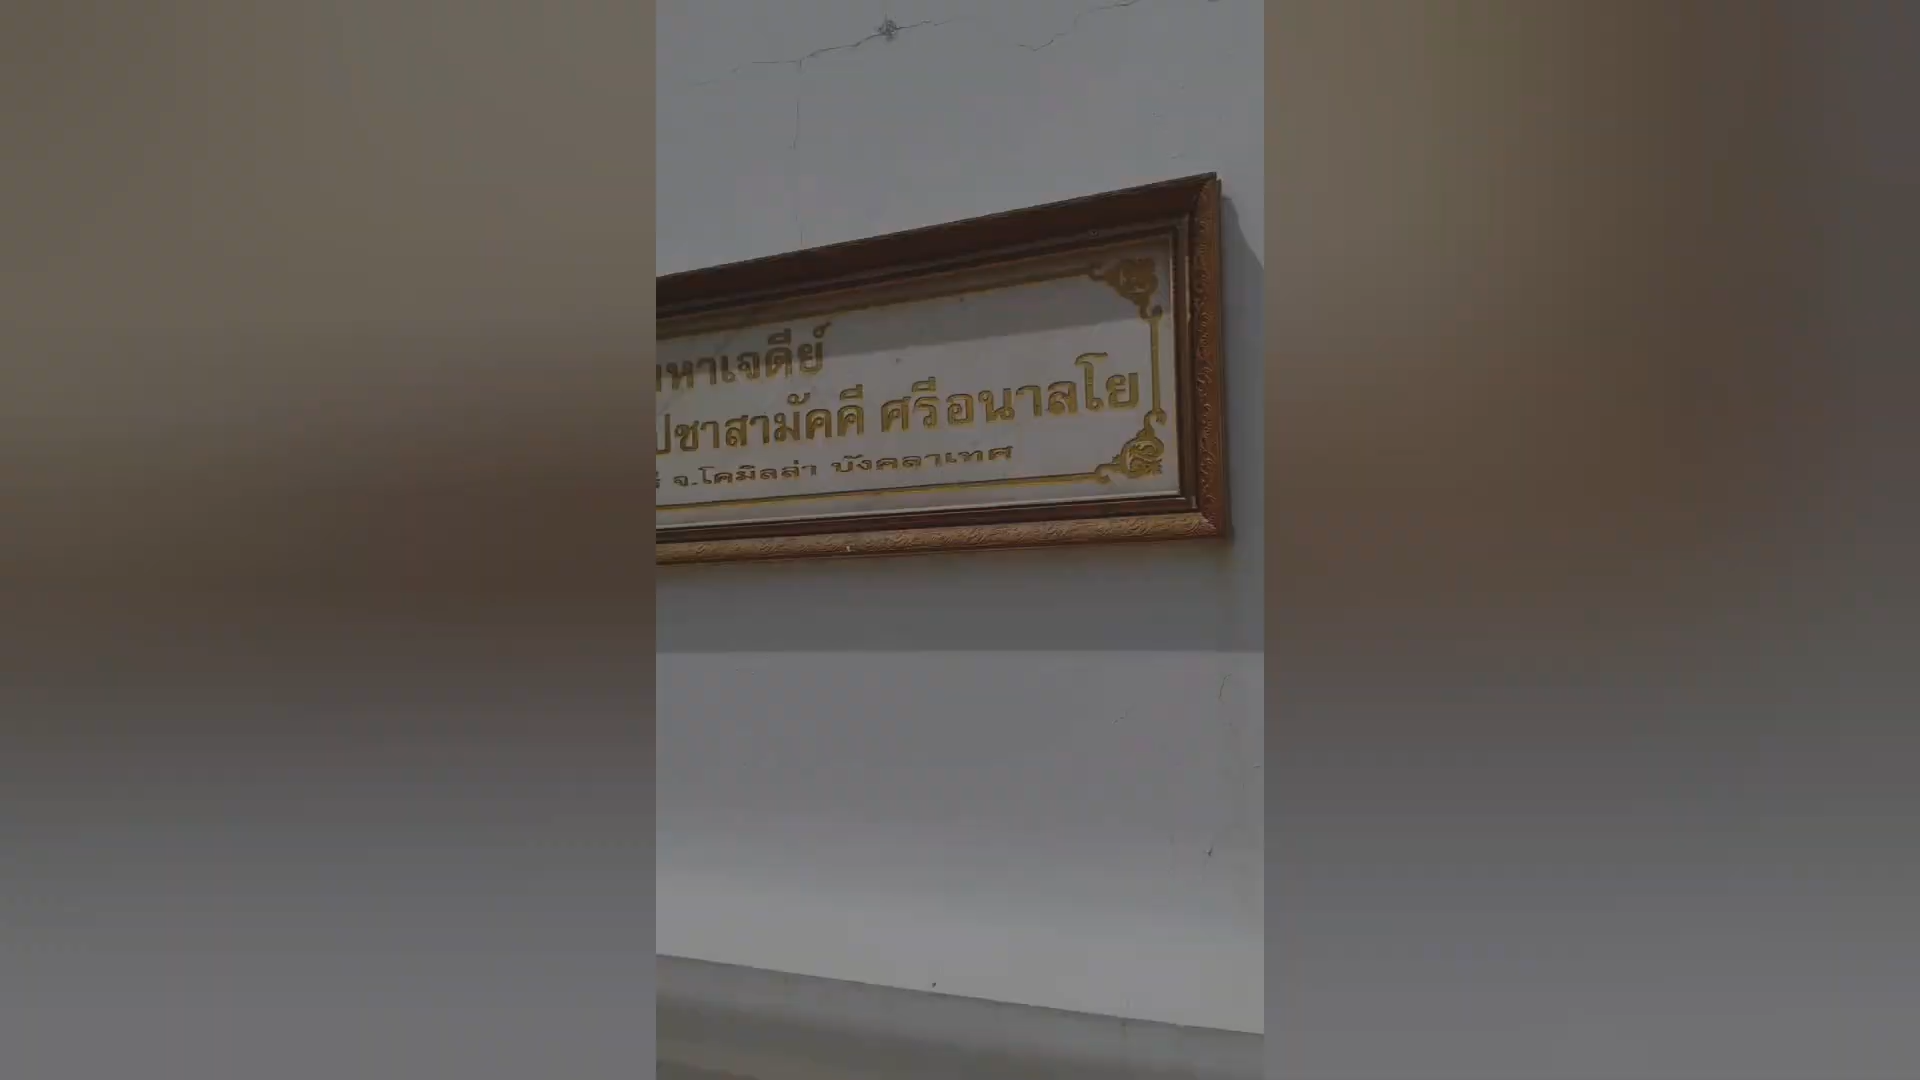 มหาเจดีย์
ปชาสามัคคี ศรีอนาลโย
จ.โคมิลล่า บังคลาเทศ